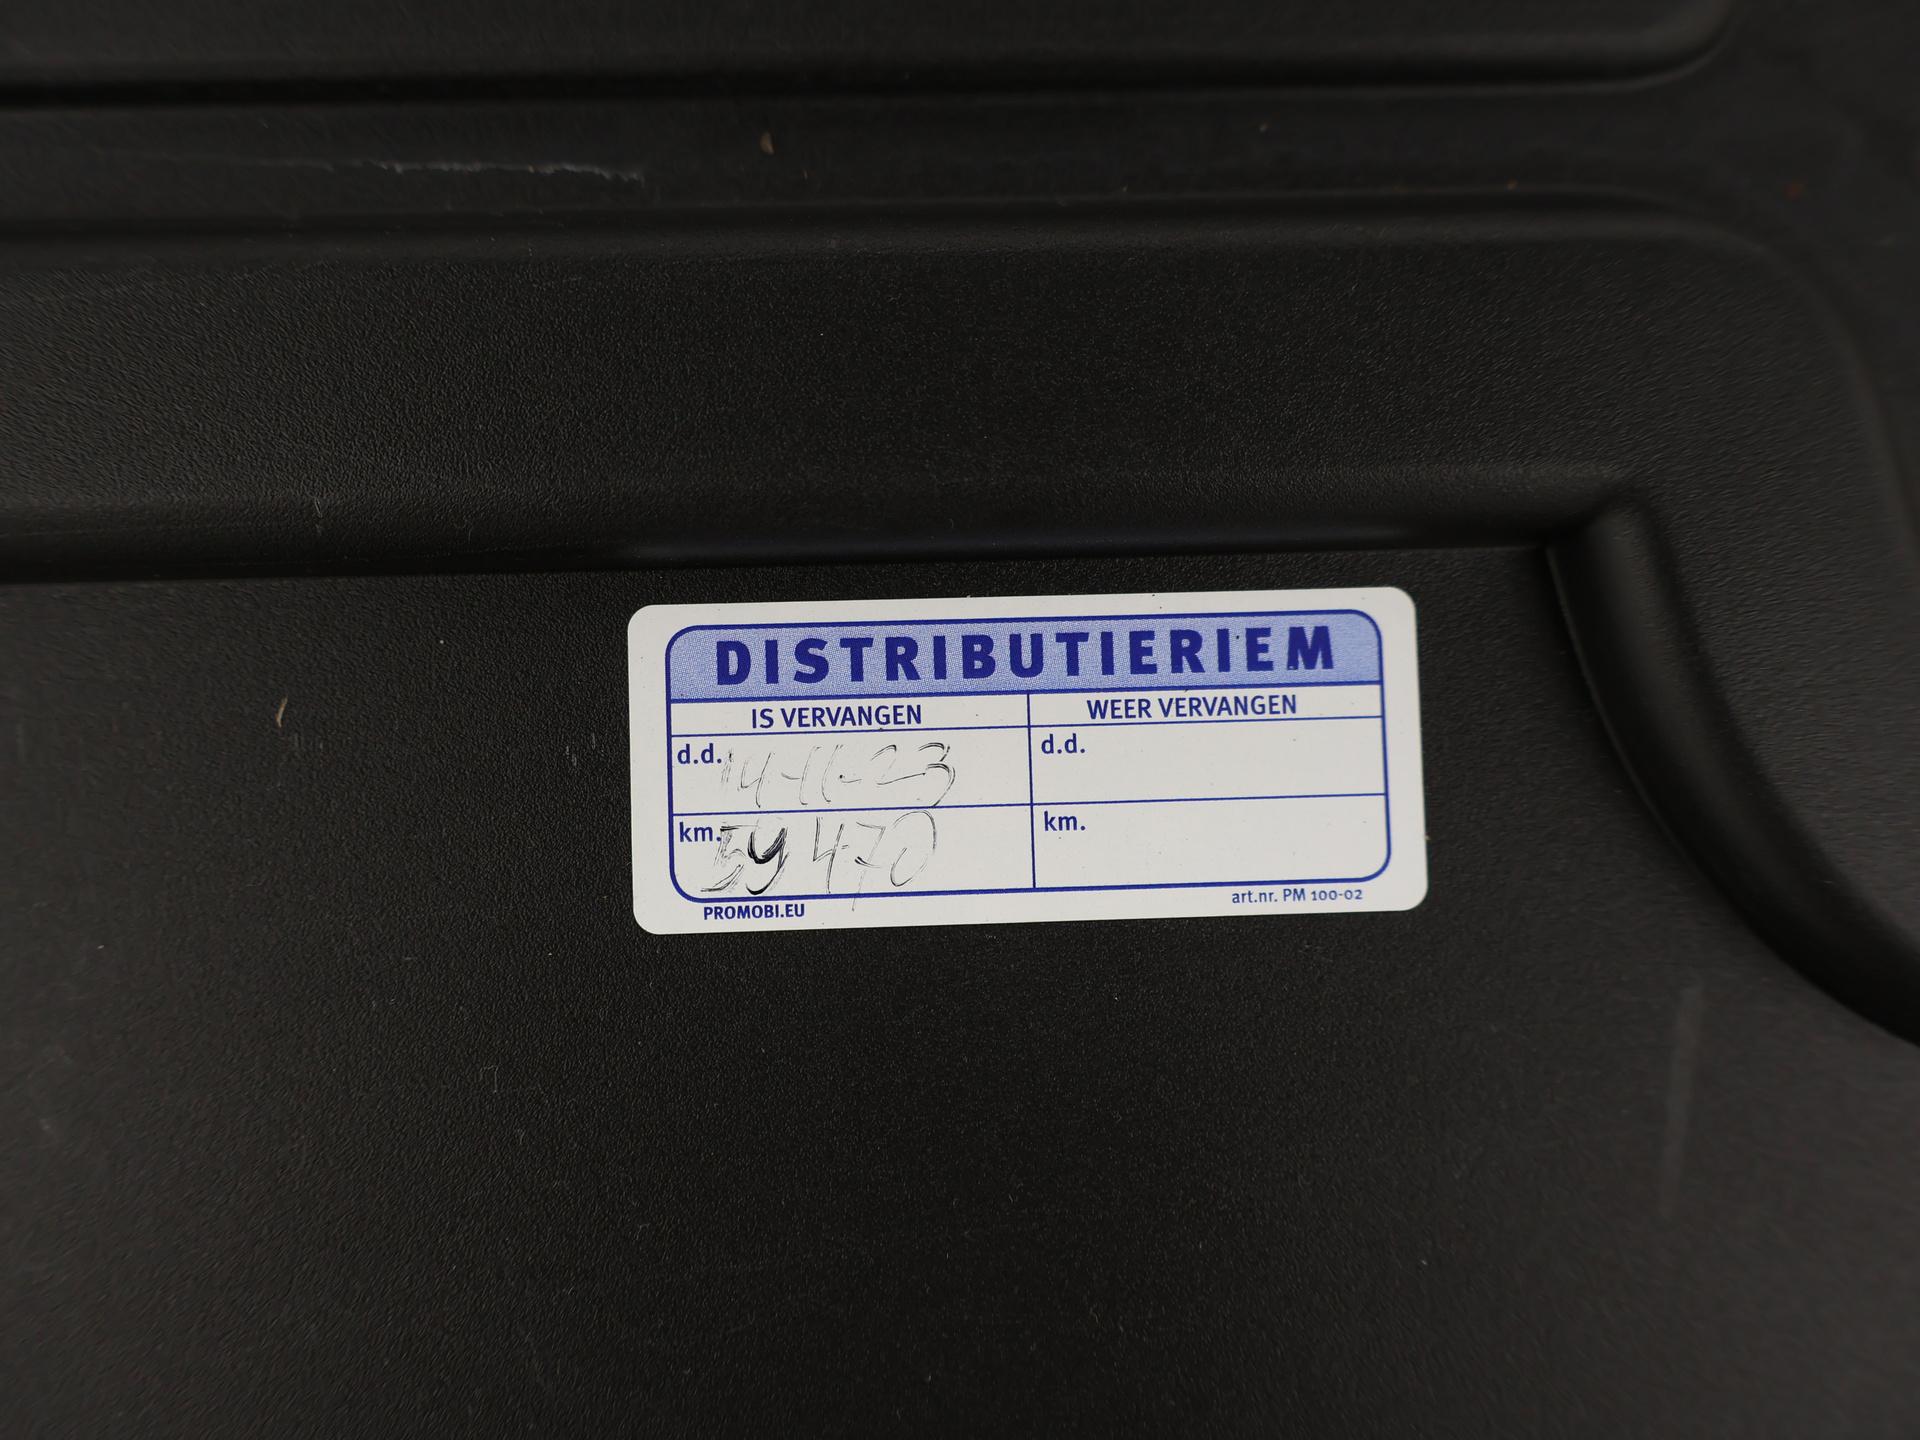 DISTRIBUTIERIEM
IS VERVANGEN WEER VERVANGEN
d.d. 14-11-23 d.d.
km. 59 470 km.
PROMOBI.EU art.nr. PM 100-02